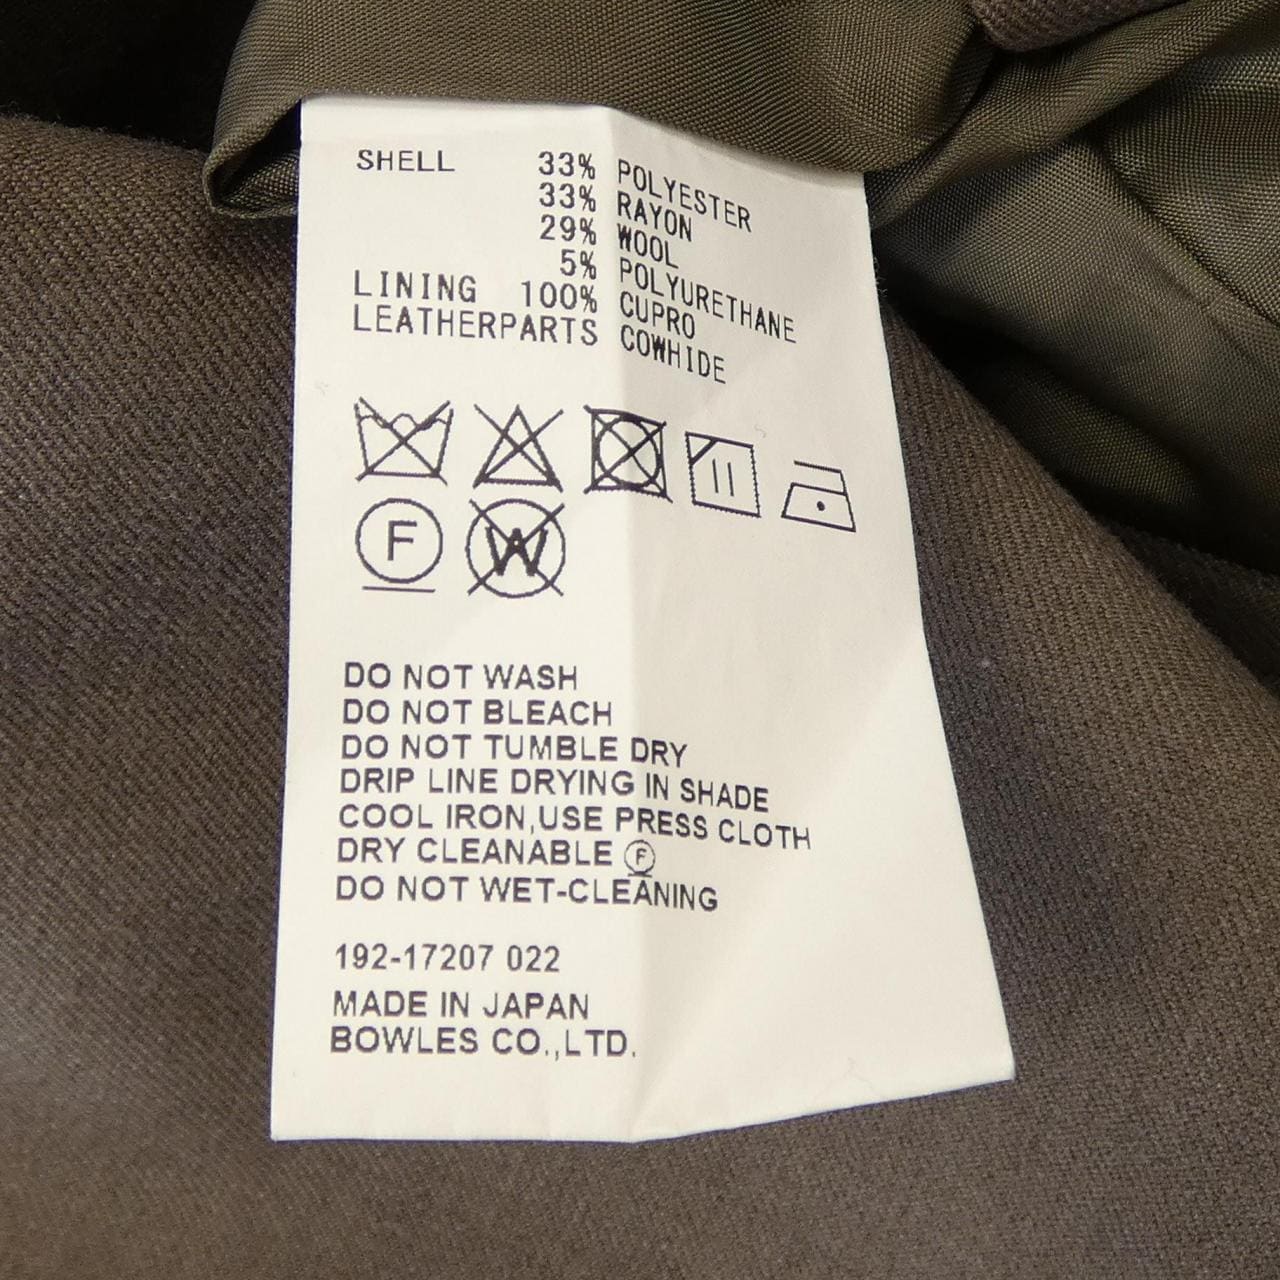 SHELL 33% POLYESTER
33% RAYON
29% WOOL
5% POLYURETHANE
LINING 100% CUPRO
LEATHERPARTS COWHIDE
F W
DO NOT WASH
DO NOT BLEACH
DO NOT TUMBLE DRY
DRIP LINE DRYING IN SHADE
COOL IRON,USE PRESS CLOTH
DRY CLEANABLE Ⓕ
DO NOT WET-CLEANING
192-17207 022
MADE IN JAPAN
BOWLES CO.,LTD.